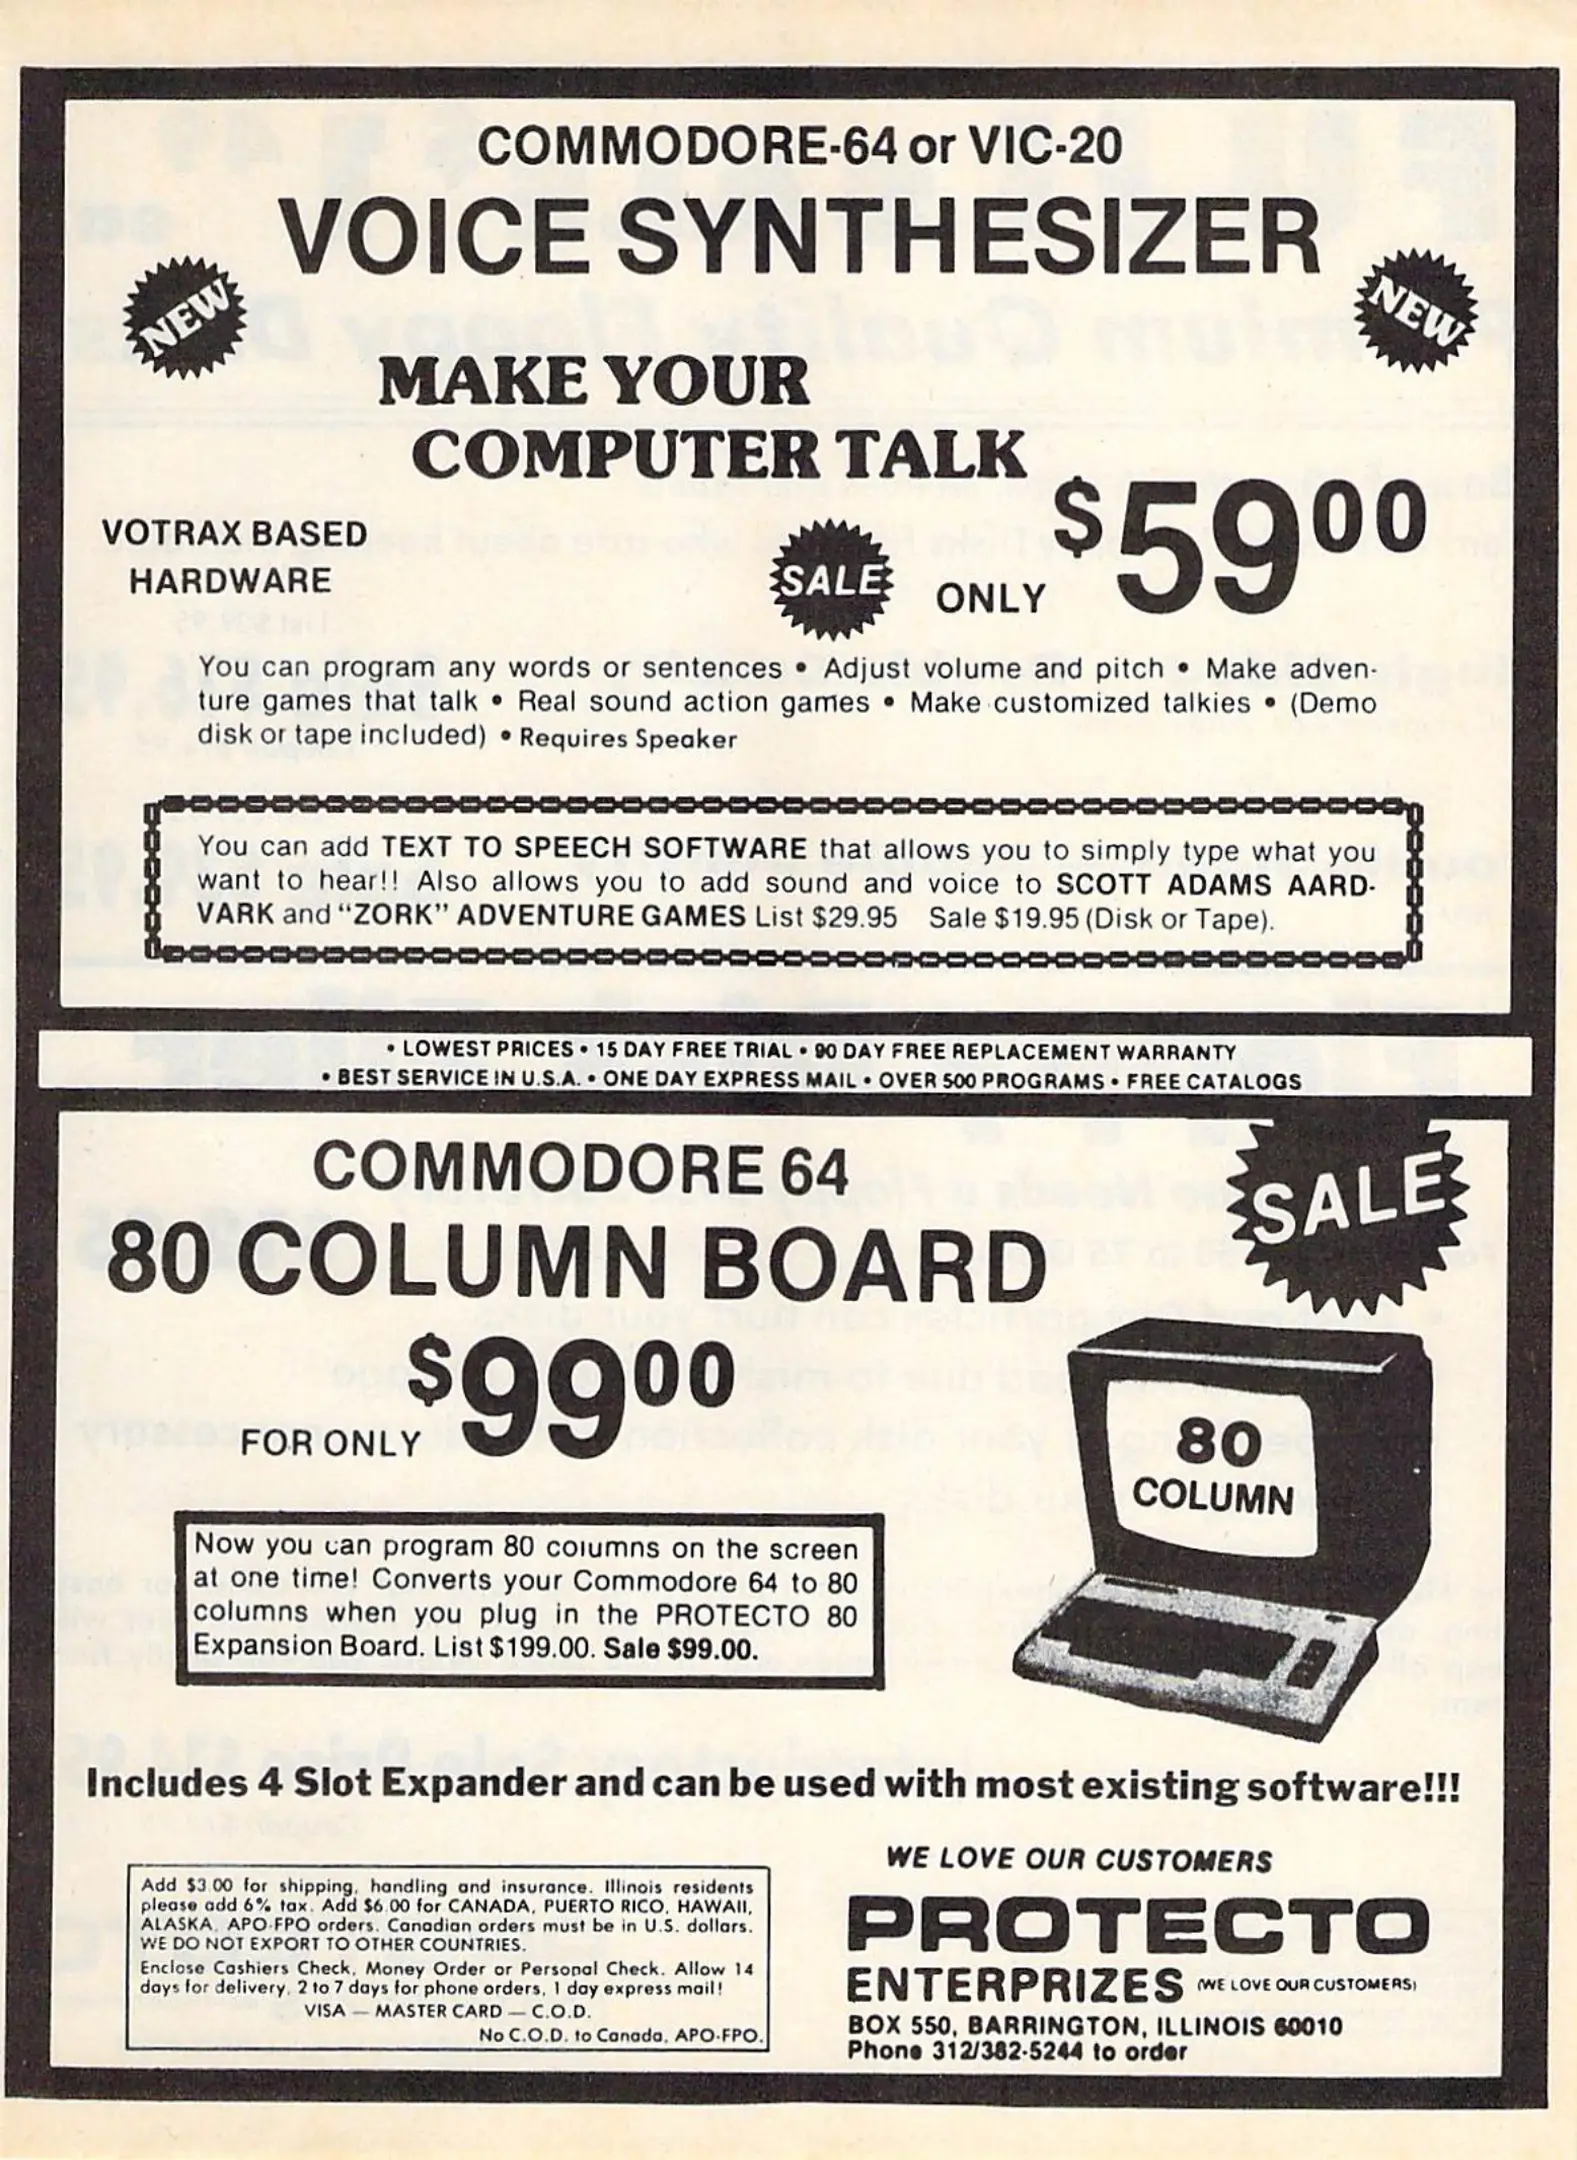 COMMODORE-64 or VIC-20
VOICE SYNTHESIZER
NEW
NEW
MAKE YOUR
COMPUTER TALK
VOTRAX BASED
HARDWARE
SALE
ONLY
$5900
You can program any words or sentences • Adjust volume and pitch • Make adven-
ture games that talk • Real sound action games • Make customized talkies • (Demo
disk or tape included) • Requires Speaker
You can add TEXT TO SPEECH SOFTWARE that allows you to simply type what you
want to hear!! Also allows you to add sound and voice to SCOTT ADAMS AARD-
VARK and "ZORK" ADVENTURE GAMES List $29.95 Sale $19.95 (Disk or Tape).
• LOWEST PRICES • 15 DAY FREE TRIAL • 90 DAY FREE REPLACEMENT WARRANTY
• BEST SERVICE IN U.S.A. • ONE DAY EXPRESS MAIL • OVER 500 PROGRAMS • FREE CATALOGS
COMMODORE 64
80 COLUMN BOARD
SALE
FOR ONLY
$9900
80
COLUMN
Now you can program 80 columns on the screen
at one time! Converts your Commodore 64 to 80
columns when you plug in the PROTECTO 80
Expansion Board. List $199.00. Sale $99.00.
Includes 4 Slot Expander and can be used with most existing software!!!
Add $3.00 for shipping, handling and insurance. Illinois residents
please add 6% tax. Add $6.00 for CANADA, PUERTO RICO, HAWAII,
ALASKA, APO-FPO orders. Canadian orders must be in U.S. dollars.
WE DO NOT EXPORT TO OTHER COUNTRIES.
Enclose Cashiers Check, Money Order or Personal Check. Allow 14
days for delivery, 2 to 7 days for phone orders, 1 day express mail!
VISA — MASTER CARD — C.O.D.
No C.O.D. to Canada, APO-FPO.
WE LOVE OUR CUSTOMERS
PROTECTO
ENTERPRIZES (WE LOVE OUR CUSTOMERS)
BOX 550, BARRINGTON, ILLINOIS 60010
Phone 312/382-5244 to order